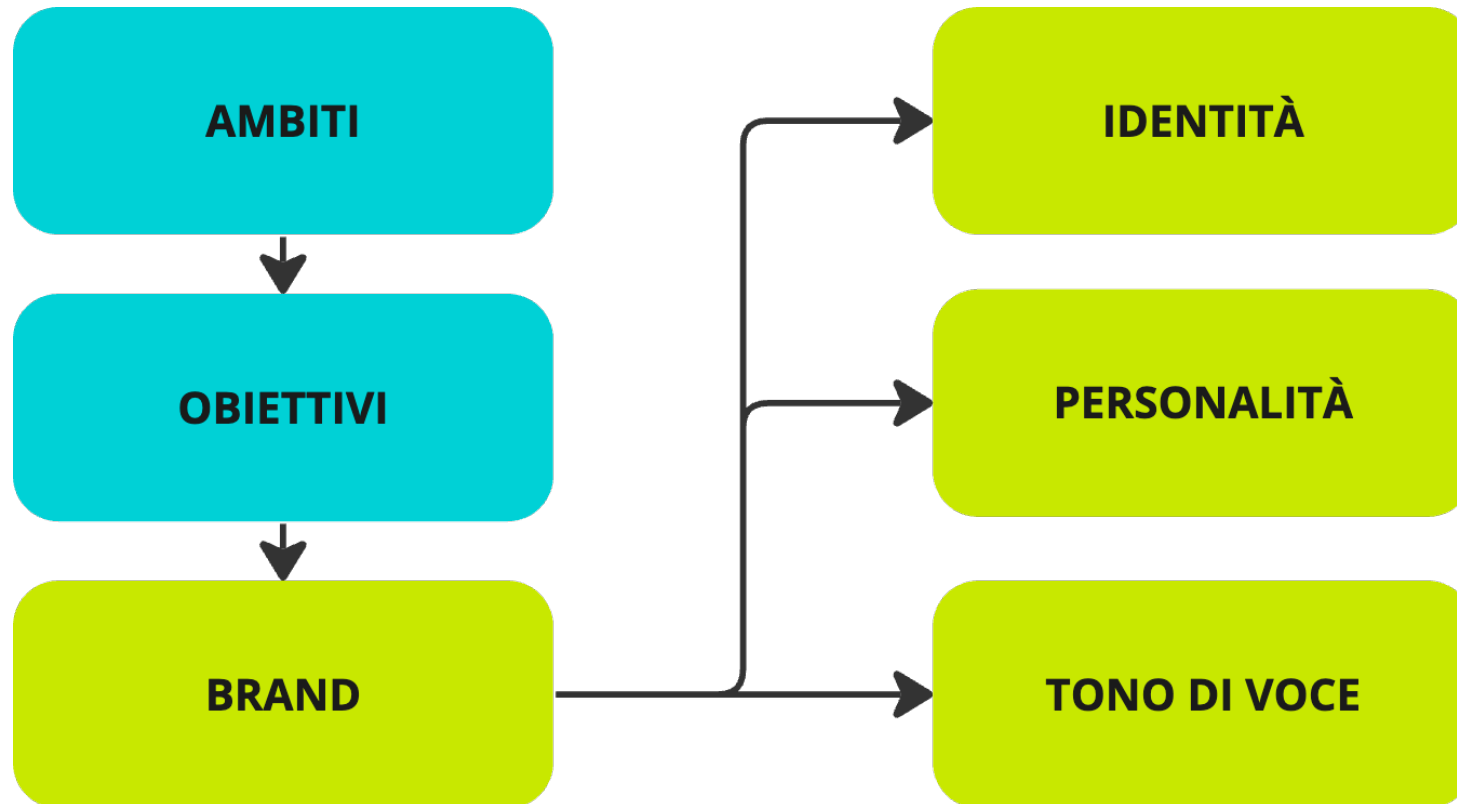 AMBITI
OBIETTIVI
BRAND
IDENTITÀ
PERSONALITÀ
TONO DI VOCE